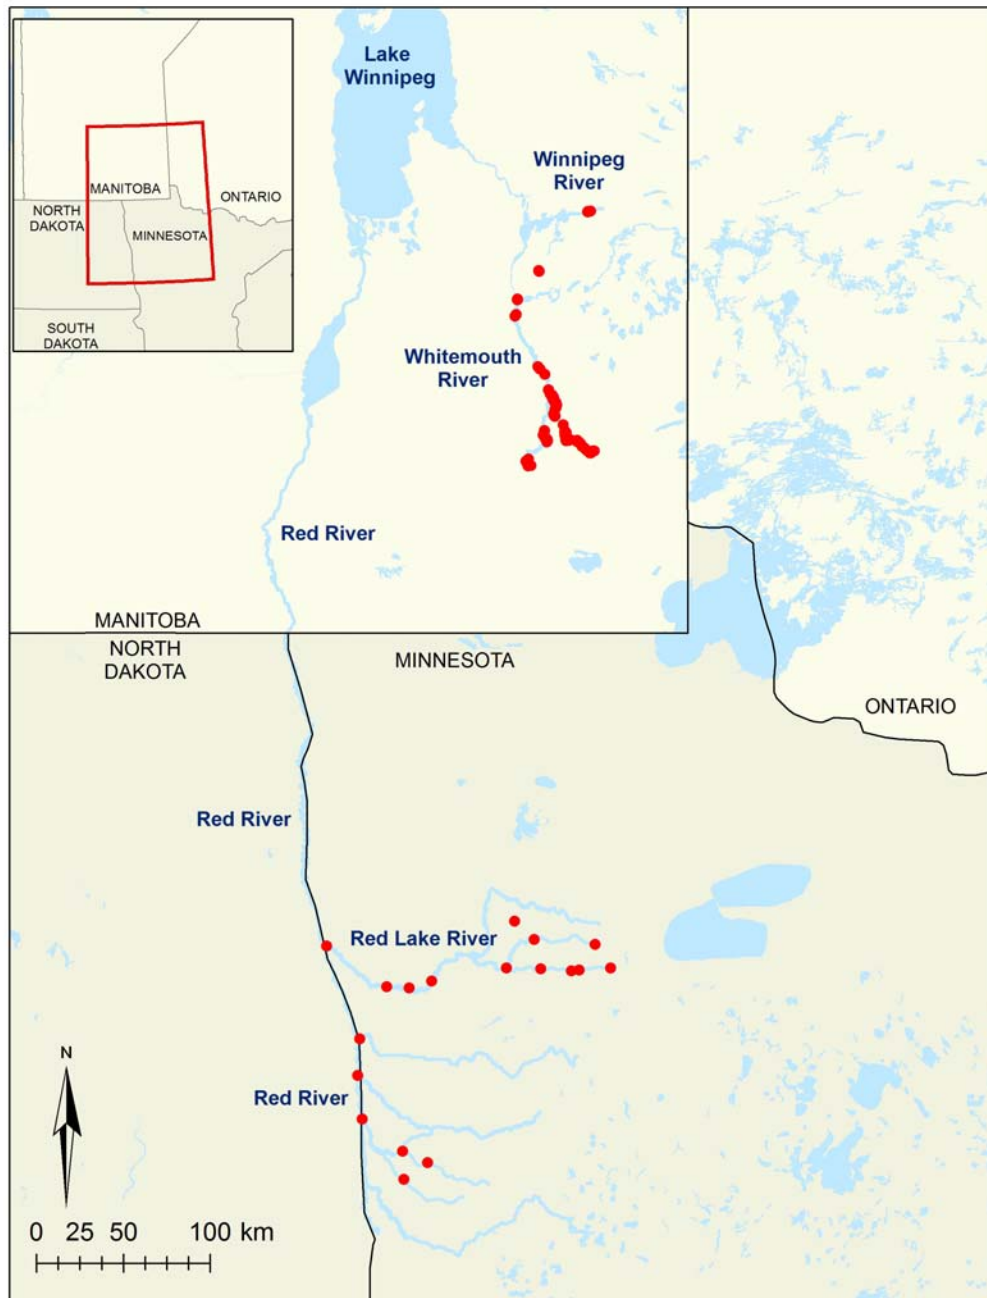 Lake
Winnipeg
Winnipeg
River
MANITOBA
ONTARIO
NORTH
DAKOTA
MINNESOTA
SOUTH
DAKOTA
Whitemouth
River
Red River
MANITOBA
NORTH
DAKOTA
MINNESOTA
ONTARIO
Red River
Red Lake River
N
Red River
0 25 50 100 km